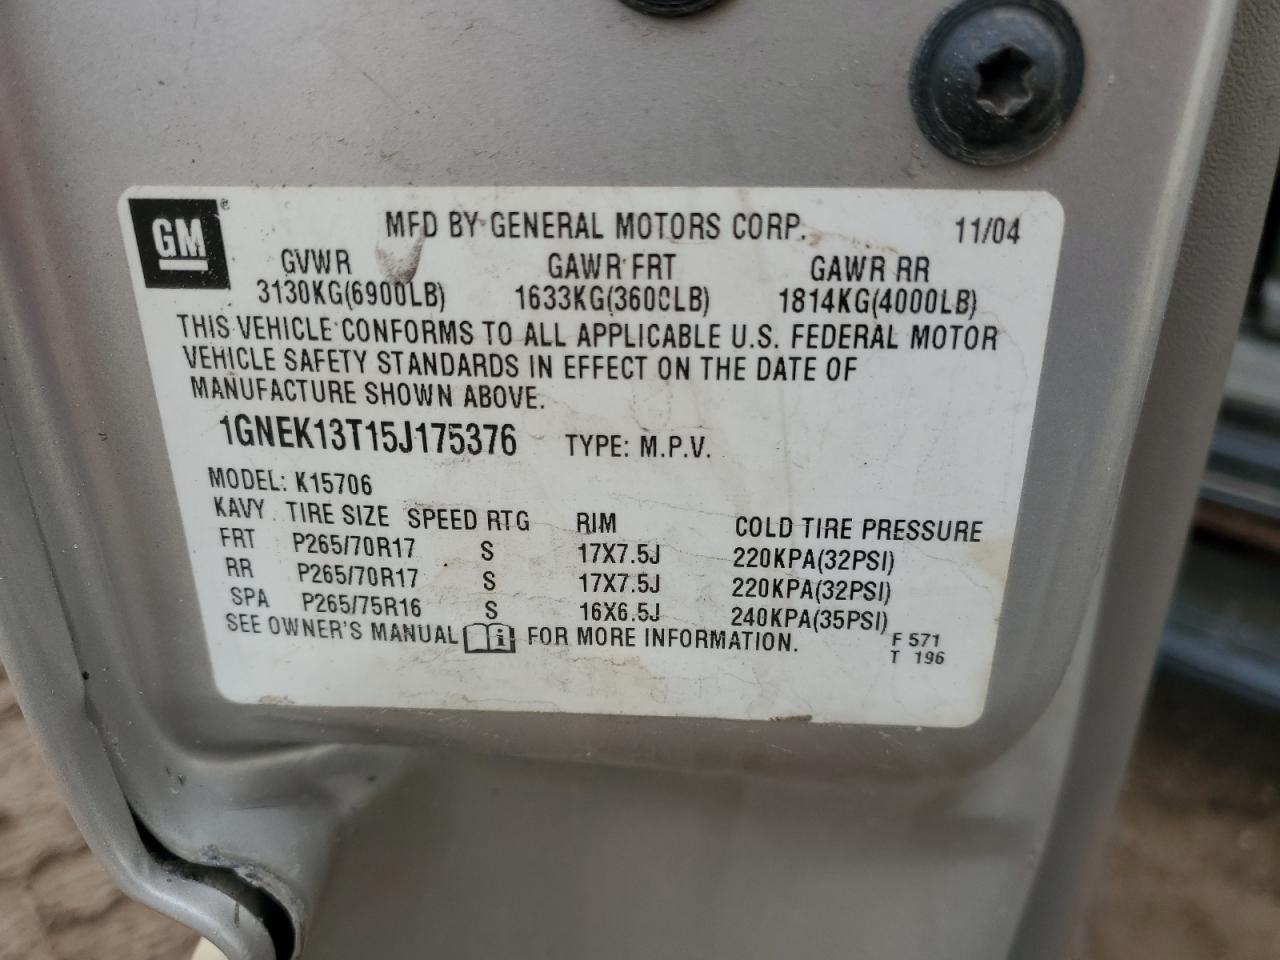 GM ® MFD BY GENERAL MOTORS CORP. 11/04
GVWR GAWR FRT GAWR RR
3130KG(6900LB) 1633KG(3600LB) 1814KG(4000LB)
THIS VEHICLE CONFORMS TO ALL APPLICABLE U.S. FEDERAL MOTOR
VEHICLE SAFETY STANDARDS IN EFFECT ON THE DATE OF
MANUFACTURE SHOWN ABOVE.
1GNEK13T15J175376 TYPE: M.P.V.
MODEL: K15706
KAVY TIRE SIZE SPEED RTG RIM COLD TIRE PRESSURE
FRT P265/70R17 S 17X7.5J 220KPA(32PSI)
RR P265/70R17 S 17X7.5J 220KPA(32PSI)
SPA P265/75R16 S 16X6.5J 240KPA(35PSI)
SEE OWNER'S MANUAL FOR MORE INFORMATION.
F 571
T 196